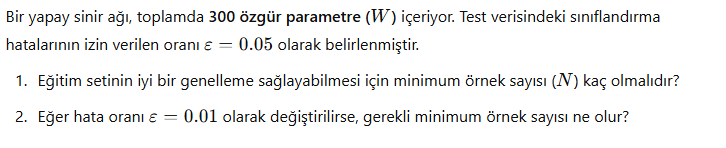 Bir yapay sinir ağı, toplamda 300 özgür parametre (W) içeriyor. Test verisindeki sınıflandırma
hatalarının izin verilen oranı ε = 0.05 olarak belirlenmiştir.
1. Eğitim setinin iyi bir genelleme sağlayabilmesi için minimum örnek sayısı (N) kaç olmalıdır?
2. Eğer hata oranı ε = 0.01 olarak değiştirilirse, gerekli minimum örnek sayısı ne olur?